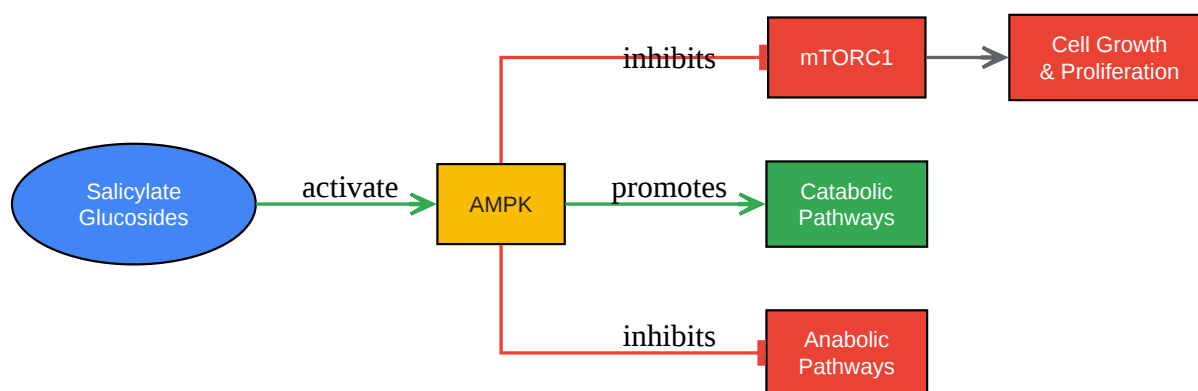 inhibits
mTORC1
Cell Growth
& Proliferation
Salicylate
Glucosides
activate
AMPK
promotes
Catabolic
Pathways
inhibits
Anabolic
Pathways